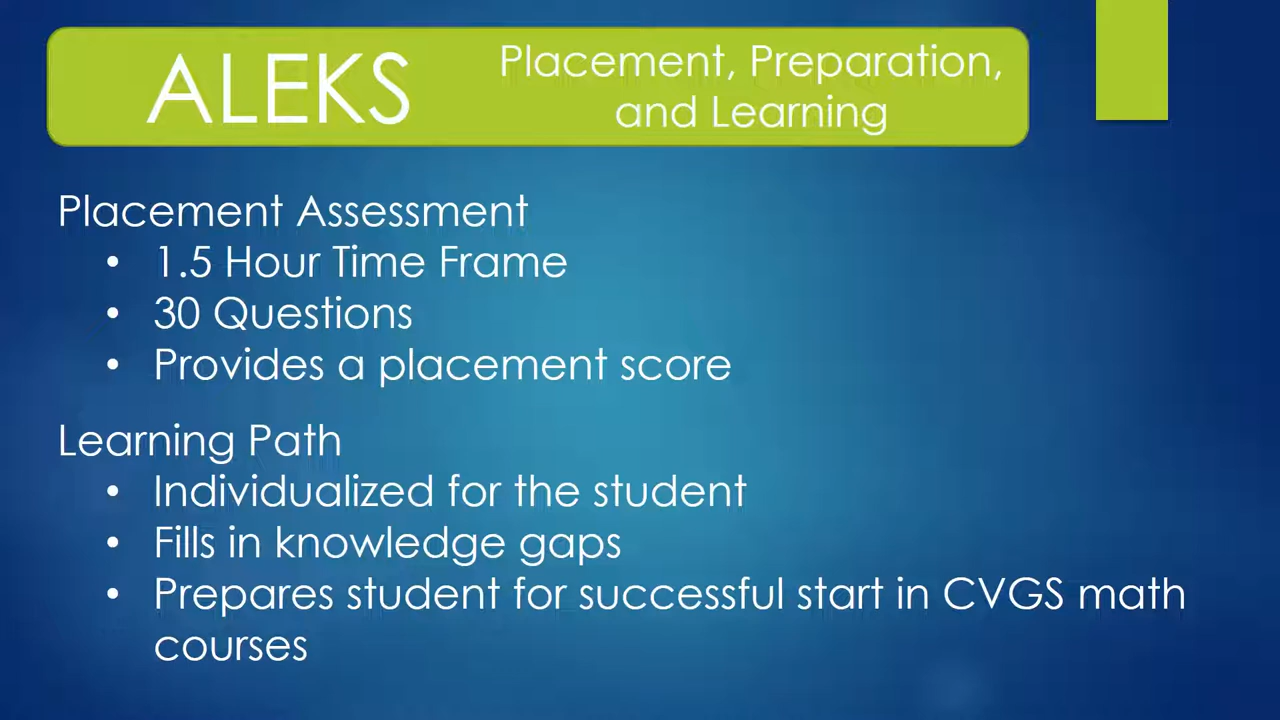 ALEKS
Placement, Preparation,
and Learning
Placement Assessment
• 1.5 Hour Time Frame
• 30 Questions
• Provides a placement score
Learning Path
• Individualized for the student
• Fills in knowledge gaps
• Prepares student for successful start in CVGS math
courses